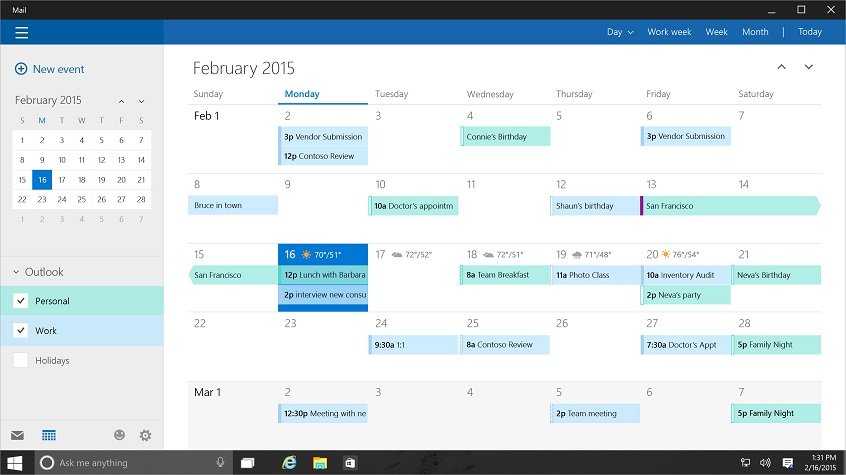 Mail
Day Work week Week Month | Today
New event
February 2015
S M T W T F S
1 2 3 4 5 6 7
8 9 10 11 12 13 14
15 16 17 18 19 20 21
22 23 24 25 26 27 28
1 2 3 4 5 6 7
Outlook
Personal
Work
Holidays
February 2015
Sunday Monday Tuesday Wednesday Thursday Friday Saturday
Feb 1 2 3 4 5 6 7
3p Vendor Submission Connie's Birthday 3p Vendor Submission
12p Contoso Review
8 9 10 11 12 13 14
Bruce in town 10a Doctor's appointm Shaun's birthday San Francisco
15 16 70°/51° 17 72°/52° 18 72°/51° 19 71°/48° 20 76°/54° 21
San Francisco 12p Lunch with Barbara 8a Team Breakfast 11a Photo Class 10a Inventory Audit Neva's Birthday
2p interview new consu 2p Neva's party
22 23 24 25 26 27 28
9:30a 1:1 8a Contoso Review 7:30a Doctor's Appt 5p Family Night
Mar 1 2 3 4 5 6 7
12:30p Meeting with ne 2p Team meeting 5p Family Night
Ask me anything
1:31 PM
2/16/2015